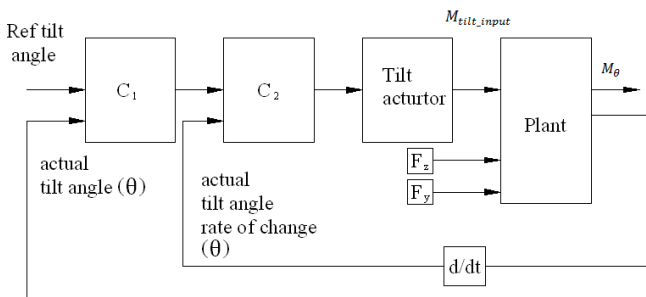 Ref tilt
angle
C1
C2
Tilt
acturtor
M_tilt_input
Plant
M_θ
F_z
F_y
actual
tilt angle (θ)
actual
tilt angle
rate of change
(θ)
d/dt